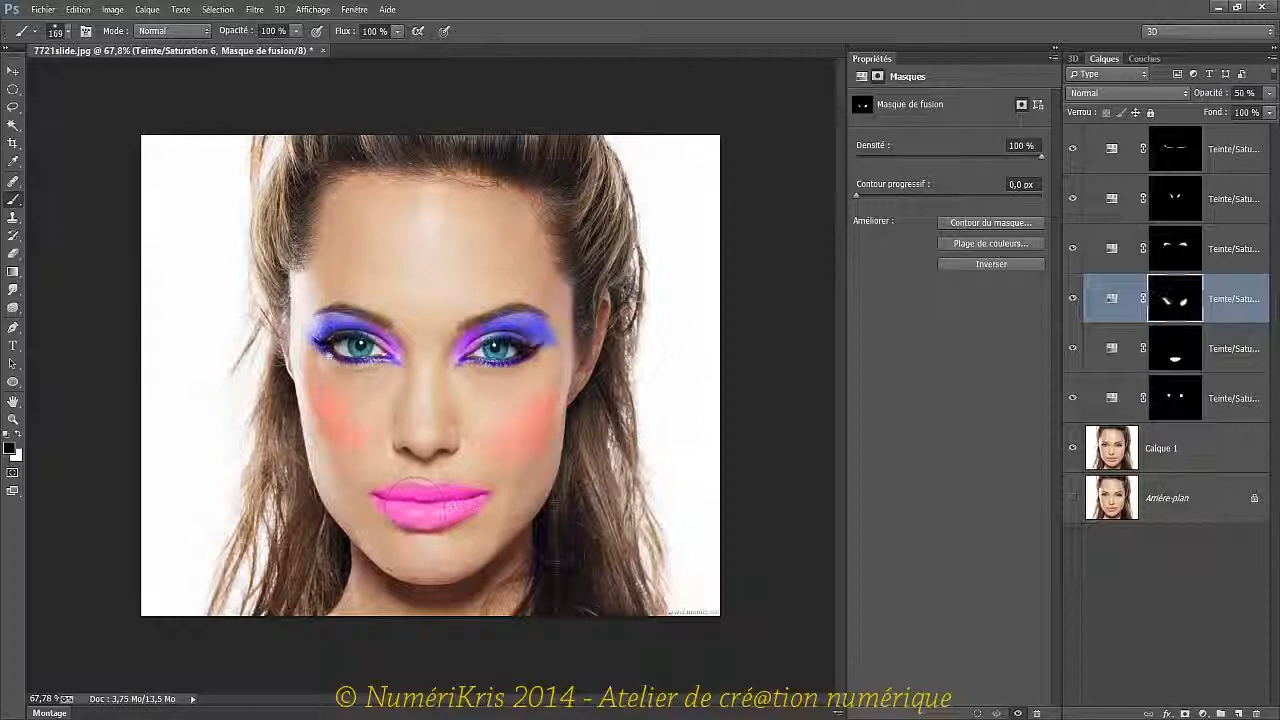 Ps Fichier Edition Image Calque Texte Sélection Filtre 3D Affichage Fenêtre Aide
169 Mode : Normal Opacité : 100 % Flux : 100 % 3D
7721slide.jpg @ 67,8% (Teinte/Saturation 6, Masque de fusion/8) * ×
Propriétés
Masques
Masque de fusion
Densité : 100 %
Contour progressif : 0,0 px
Améliorer : Contour du masque...
Plage de couleurs...
Inverser
3D Calques Couches
Type
Normal Opacité : 50 %
Verrou : Fond : 100 %
Teinte/Satu...
Teinte/Satu...
Teinte/Satu...
Teinte/Satu...
Teinte/Satu...
Teinte/Satu...
Calque 1
Arrière-plan
67,78 % Doc : 3,75 Mo/13,5 Mo
Montage
© NumériKris 2014 - Atelier de cré@tion numérique